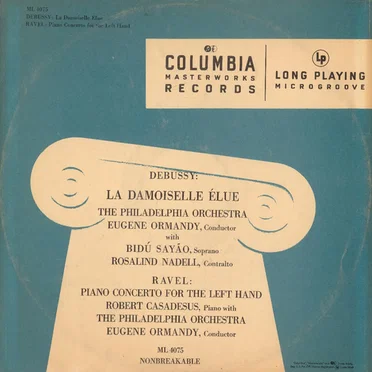 ML 4075
DEBUSSY: La Damoiselle Élue
RAVEL: Piano Concerto for the Left Hand
COLUMBIA
MASTERWORKS
RECORDS
LP
LONG PLAYING
MICROGROOVE
DEBUSSY:
LA DAMOISELLE ÉLUE
THE PHILADELPHIA ORCHESTRA
EUGENE ORMANDY, Conductor
with
BIDÚ SAYÃO, Soprano
ROSALIND NADELL, Contralto
RAVEL:
PIANO CONCERTO FOR THE LEFT HAND
ROBERT CASADESUS, Piano with
THE PHILADELPHIA ORCHESTRA
EUGENE ORMANDY, Conductor
ML 4075
NONBREAKABLE